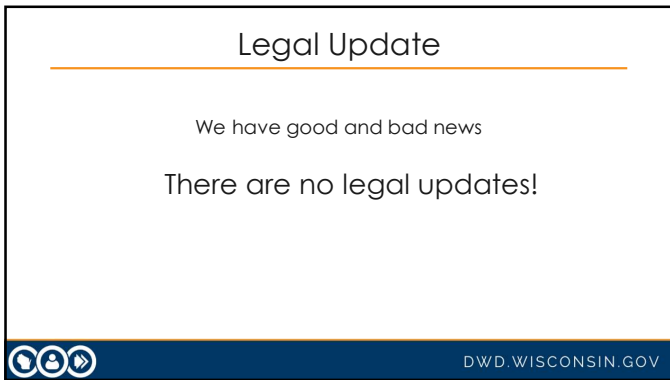 Legal Update
We have good and bad news
There are no legal updates!
DWD.WISCONSIN.GOV